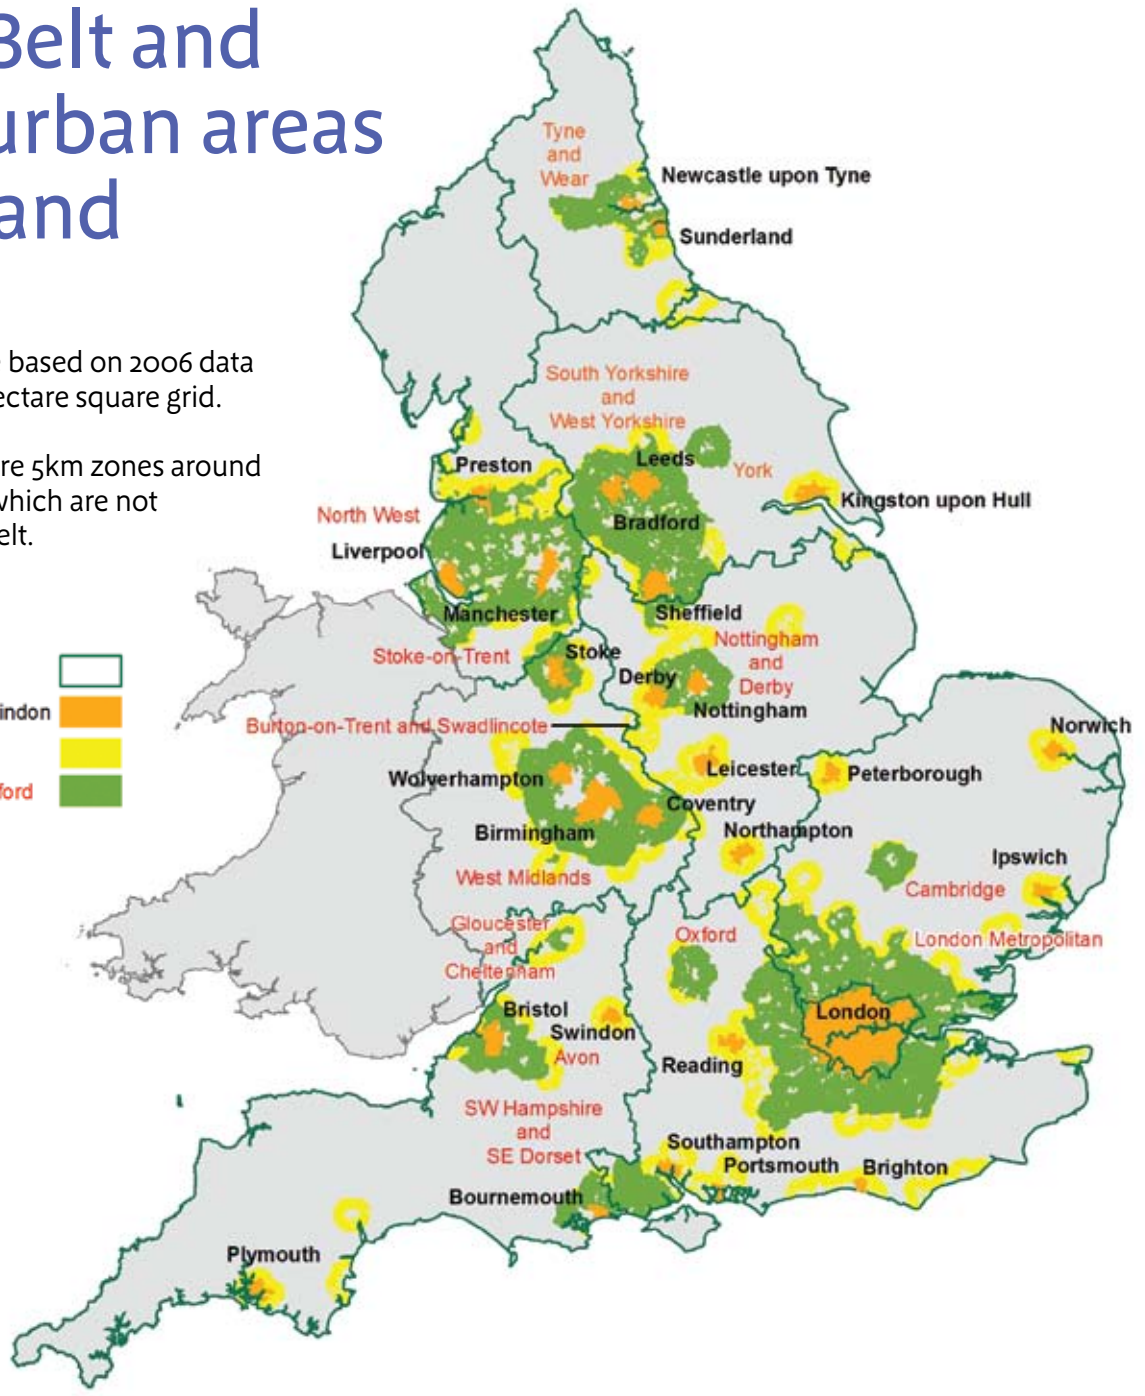 Belt and
urban areas
and
based on 2006 data
ectare square grid.
re 5km zones around
which are not
elt.
indon
ford
Tyne
and
Wear
Newcastle upon Tyne
Sunderland
South Yorkshire
and
West Yorkshire
Leeds
York
Preston
Kingston upon Hull
North West
Bradford
Liverpool
Manchester
Sheffield
Stoke-on-Trent
Stoke
Nottingham
and
Derby
Derby
Nottingham
Burton-on-Trent and Swadlincote
Norwich
Wolverhampton
Leicester
Peterborough
Coventry
Birmingham
Northampton
Ipswich
West Midlands
Cambridge
Gloucester
and
Cheltenham
Oxford
London Metropolitan
Bristol
London
Swindon
Avon
Reading
SW Hampshire
and
SE Dorset
Southampton
Portsmouth
Brighton
Bournemouth
Plymouth